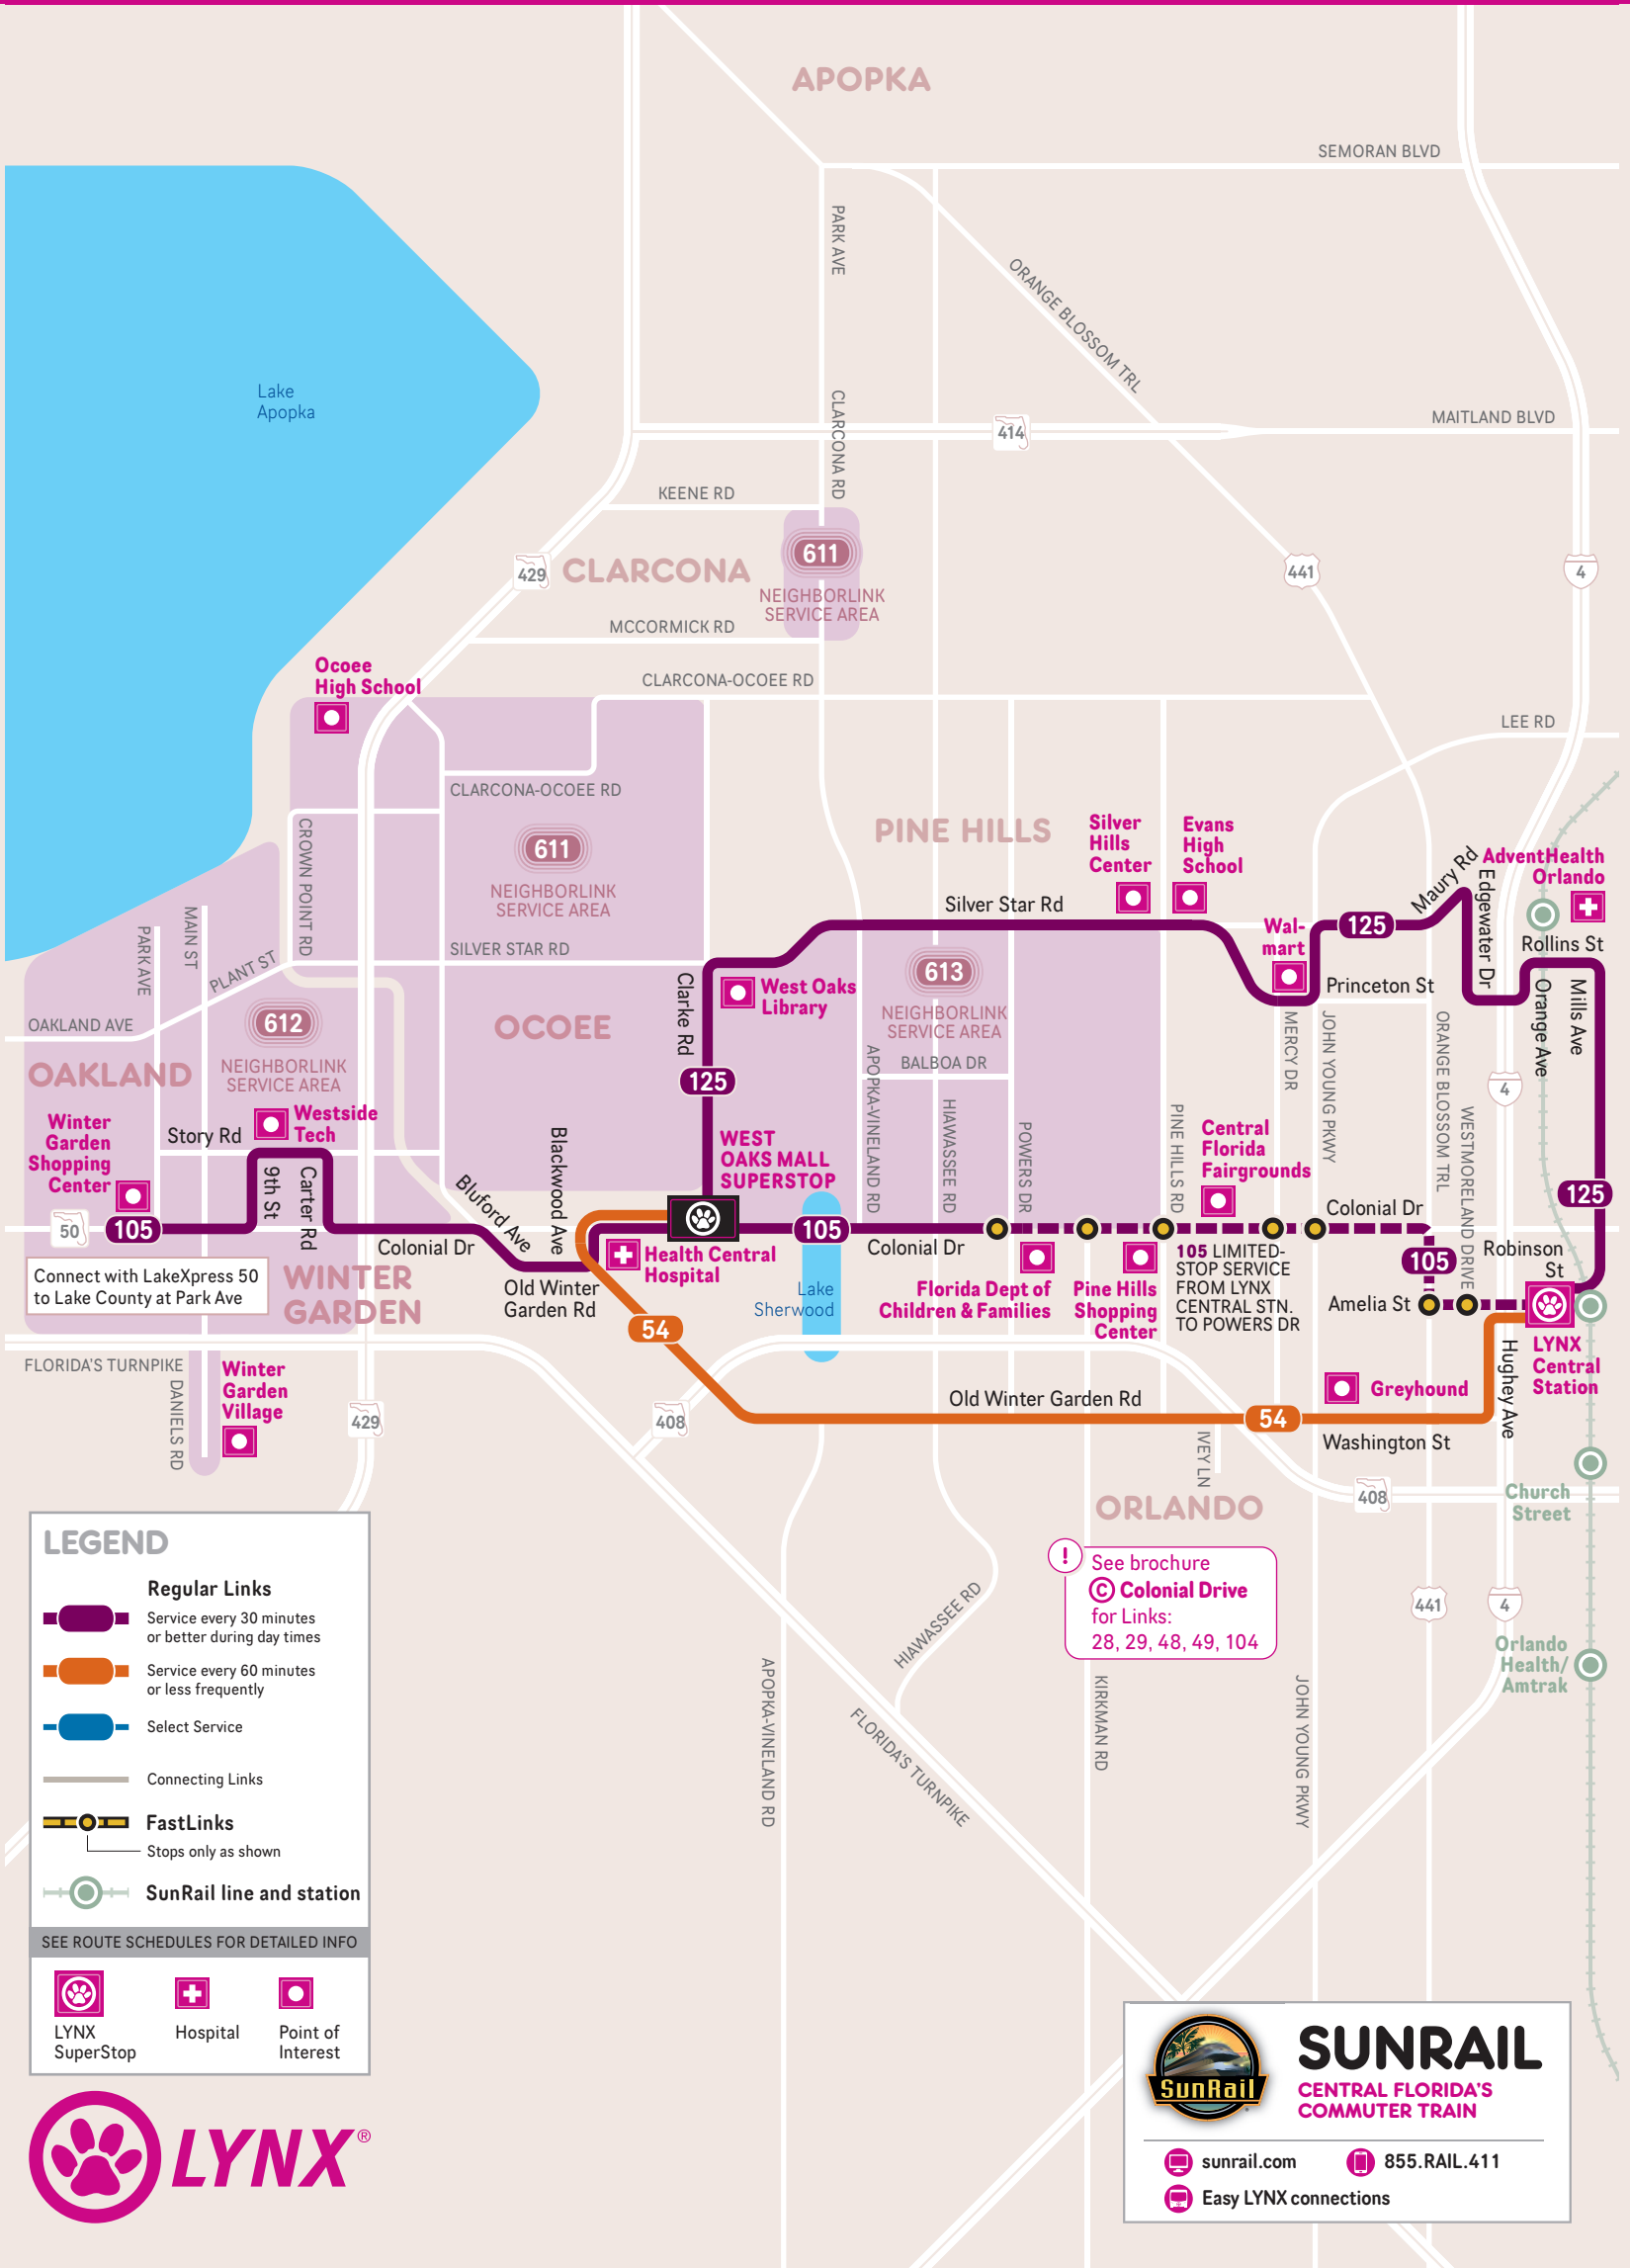 APOPKA
SEMORAN BLVD
PARK AVE
ORANGE BLOSSOM TRL
Lake
Apopka
CLARCONA RD
MAITLAND BLVD
414
KEENE RD
429
CLARCONA
611
NEIGHBORLINK
SERVICE AREA
441
4
MCCORMICK RD
Ocoee
High School
CLARCONA-OCOEE RD
LEE RD
CLARCONA-OCOEE RD
CROWN POINT RD
611
NEIGHBORLINK
SERVICE AREA
PINE HILLS
Silver
Hills
Center
Evans
High
School
Maury Rd
Edgewater Dr
AdventHealth
Orlando
PARK AVE
MAIN ST
PLANT ST
SILVER STAR RD
Silver Star Rd
Wal-
mart
125
Rollins St
Clarke Rd
West Oaks
Library
613
NEIGHBORLINK
SERVICE AREA
Princeton St
Orange Ave
Mills Ave
OAKLAND AVE
612
NEIGHBORLINK
SERVICE AREA
OCOEE
MERCY DR
JOHN YOUNG PKWY
ORANGE BLOSSOM TRL
OAKLAND
125
APOPKA-VINELAND RD
BALBOA DR
HIAWASSEE RD
POWERS DR
PINE HILLS RD
4
WESTMORELAND DRIVE
Winter
Garden
Shopping
Center
Story Rd
Westside
Tech
9th St
Carter Rd
Bluford Ave
Blackwood Ave
WEST
OAKS MALL
SUPERSTOP
Central
Florida
Fairgrounds
125
50
105
Colonial Dr
105
Colonial Dr
Colonial Dr
Connect with LakeXpress 50
to Lake County at Park Ave
WINTER
GARDEN
Old Winter
Garden Rd
Health Central
Hospital
Lake
Sherwood
Florida Dept of
Children & Families
Pine Hills
Shopping
Center
105 LIMITED-
STOP SERVICE
FROM LYNX
CENTRAL STN.
TO POWERS DR
105
Robinson
St
Amelia St
54
LYNX
Central
Station
FLORIDA'S TURNPIKE
DANIELS RD
Winter
Garden
Village
429
408
Old Winter Garden Rd
54
Greyhound
Hughey Ave
Washington St
IVEY LN
408
Church
Street
ORLANDO
!
See brochure
C Colonial Drive
for Links:
28, 29, 48, 49, 104
HIAWASSEE RD
441
4
Orlando
Health/
Amtrak
APOPKA-VINELAND RD
FLORIDA'S TURNPIKE
KIRKMAN RD
JOHN YOUNG PKWY
LEGEND
Regular Links
Service every 30 minutes
or better during day times
Service every 60 minutes
or less frequently
Select Service
Connecting Links
FastLinks
Stops only as shown
SunRail line and station
SEE ROUTE SCHEDULES FOR DETAILED INFO
LYNX
SuperStop
Hospital
Point of
Interest
LYNX®
SunRail
SUNRAIL
CENTRAL FLORIDA'S
COMMUTER TRAIN
sunrail.com
855.RAIL.411
Easy LYNX connections